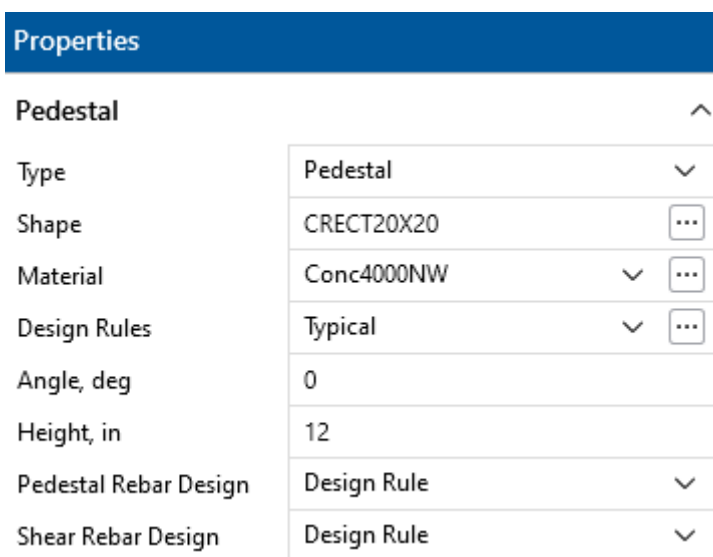 Properties
Pedestal
Type Pedestal
Shape CRECT20X20
Material Conc4000NW
Design Rules Typical
Angle, deg 0
Height, in 12
Pedestal Rebar Design Design Rule
Shear Rebar Design Design Rule